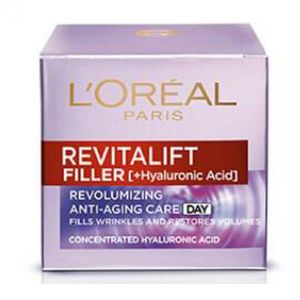 L'ORÉAL
PARIS
REVITALIFT
FILLER [+Hyaluronic Acid]
REVOLUMIZING
ANTI-AGING CARE DAY
FILLS WRINKLES AND RESTORES VOLUMES
CONCENTRATED HYALURONIC ACID